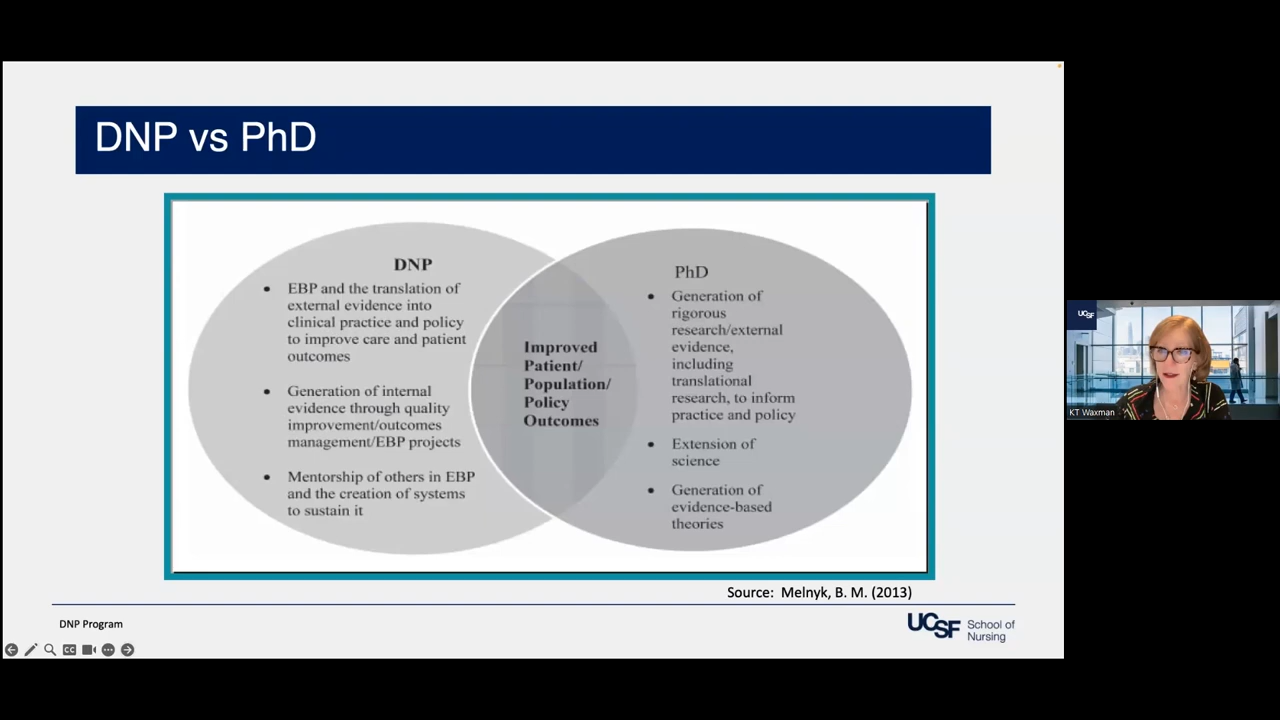 DNP vs PhD
DNP
• EBP and the translation of
external evidence into
clinical practice and policy
to improve care and patient
outcomes
• Generation of internal
evidence through quality
improvement/outcomes
management/EBP projects
• Mentorship of others in EBP
and the creation of systems
to sustain it
Improved
Patient/
Population/
Policy
Outcomes
PhD
• Generation of
rigorous
research/external
evidence,
including
translational
research, to inform
practice and policy
• Extension of
science
• Generation of
evidence-based
theories
Source: Melnyk, B. M. (2013)
DNP Program
UCSF
School of
Nursing
CC
UCSF
KT Waxman